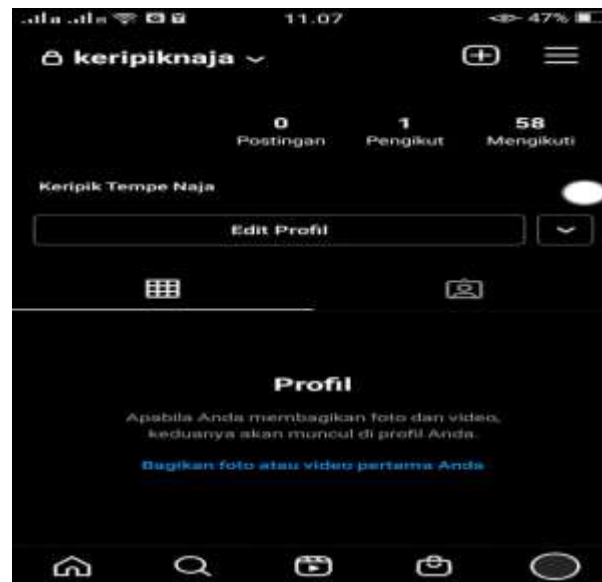 11.07
47%
keripiknaja
0 1 58
Postingan Pengikut Mengikuti
Keripik Tempe Naja
Edit Profil
Profil
Apabila Anda membagikan foto dan video,
keduanya akan muncul di profil Anda.
Bagikan foto atau video pertama Anda